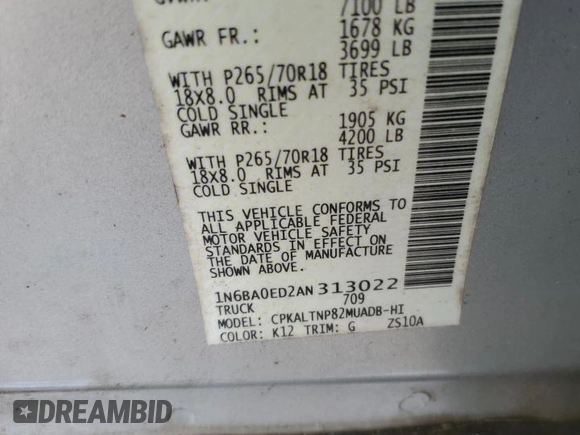 7100 LB
GAWR FR.: 1678 KG
3699 LB
WITH P265/70R18 TIRES
18X8.0 RIMS AT 35 PSI
COLD SINGLE
GAWR RR.: 1905 KG
4200 LB
WITH P265/70R18 TIRES
18X8.0 RIMS AT 35 PSI
COLD SINGLE
THIS VEHICLE CONFORMS TO
ALL APPLICABLE FEDERAL
MOTOR VEHICLE SAFETY
STANDARDS IN EFFECT ON
THE DATE OF MANUFACTURE
SHOWN ABOVE.
1N6BA0ED2AN313022
TRUCK 709
MODEL: CPKALTNP82MUADB-HI
COLOR: K12 TRIM: G ZS10A
DREAMBID